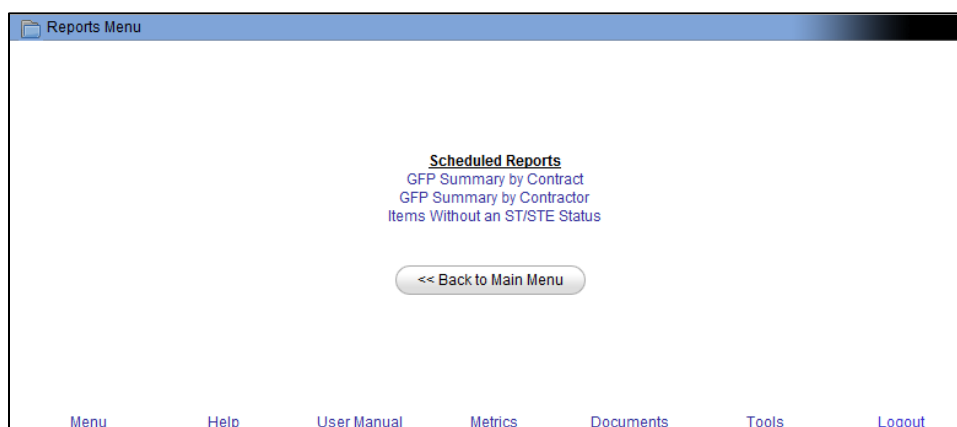 Reports Menu
Scheduled Reports
GFP Summary by Contract
GFP Summary by Contractor
Items Without an ST/STE Status
<< Back to Main Menu
Menu Help User Manual Metrics Documents Tools Logout